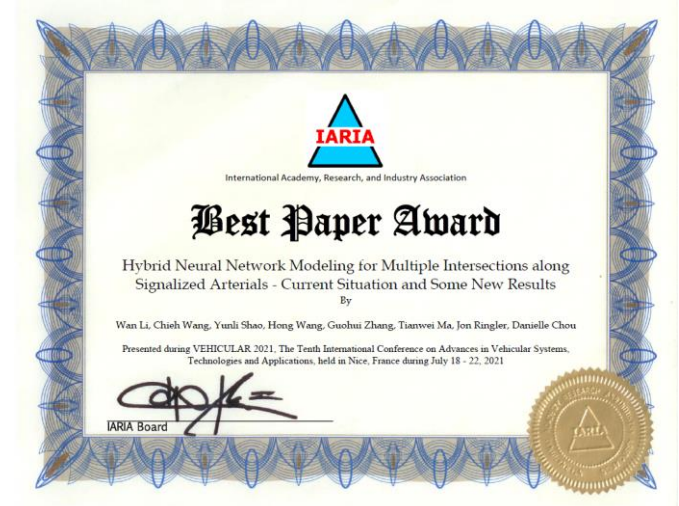 IARIA
International Academy, Research, and Industry Association
Best Paper Award
Hybrid Neural Network Modeling for Multiple Intersections along
Signalized Arterials - Current Situation and Some New Results
By
Wan Li, Chieh Wang, Yunli Shao, Hong Wang, Guohui Zhang, Tianwei Ma, Jon Ringler, Danielle Chou
Presented during VEHICULAR 2021, The Tenth International Conference on Advances in Vehicular Systems,
Technologies and Applications, held in Nice, France during July 18 - 22, 2021
IARIA Board
IARIA